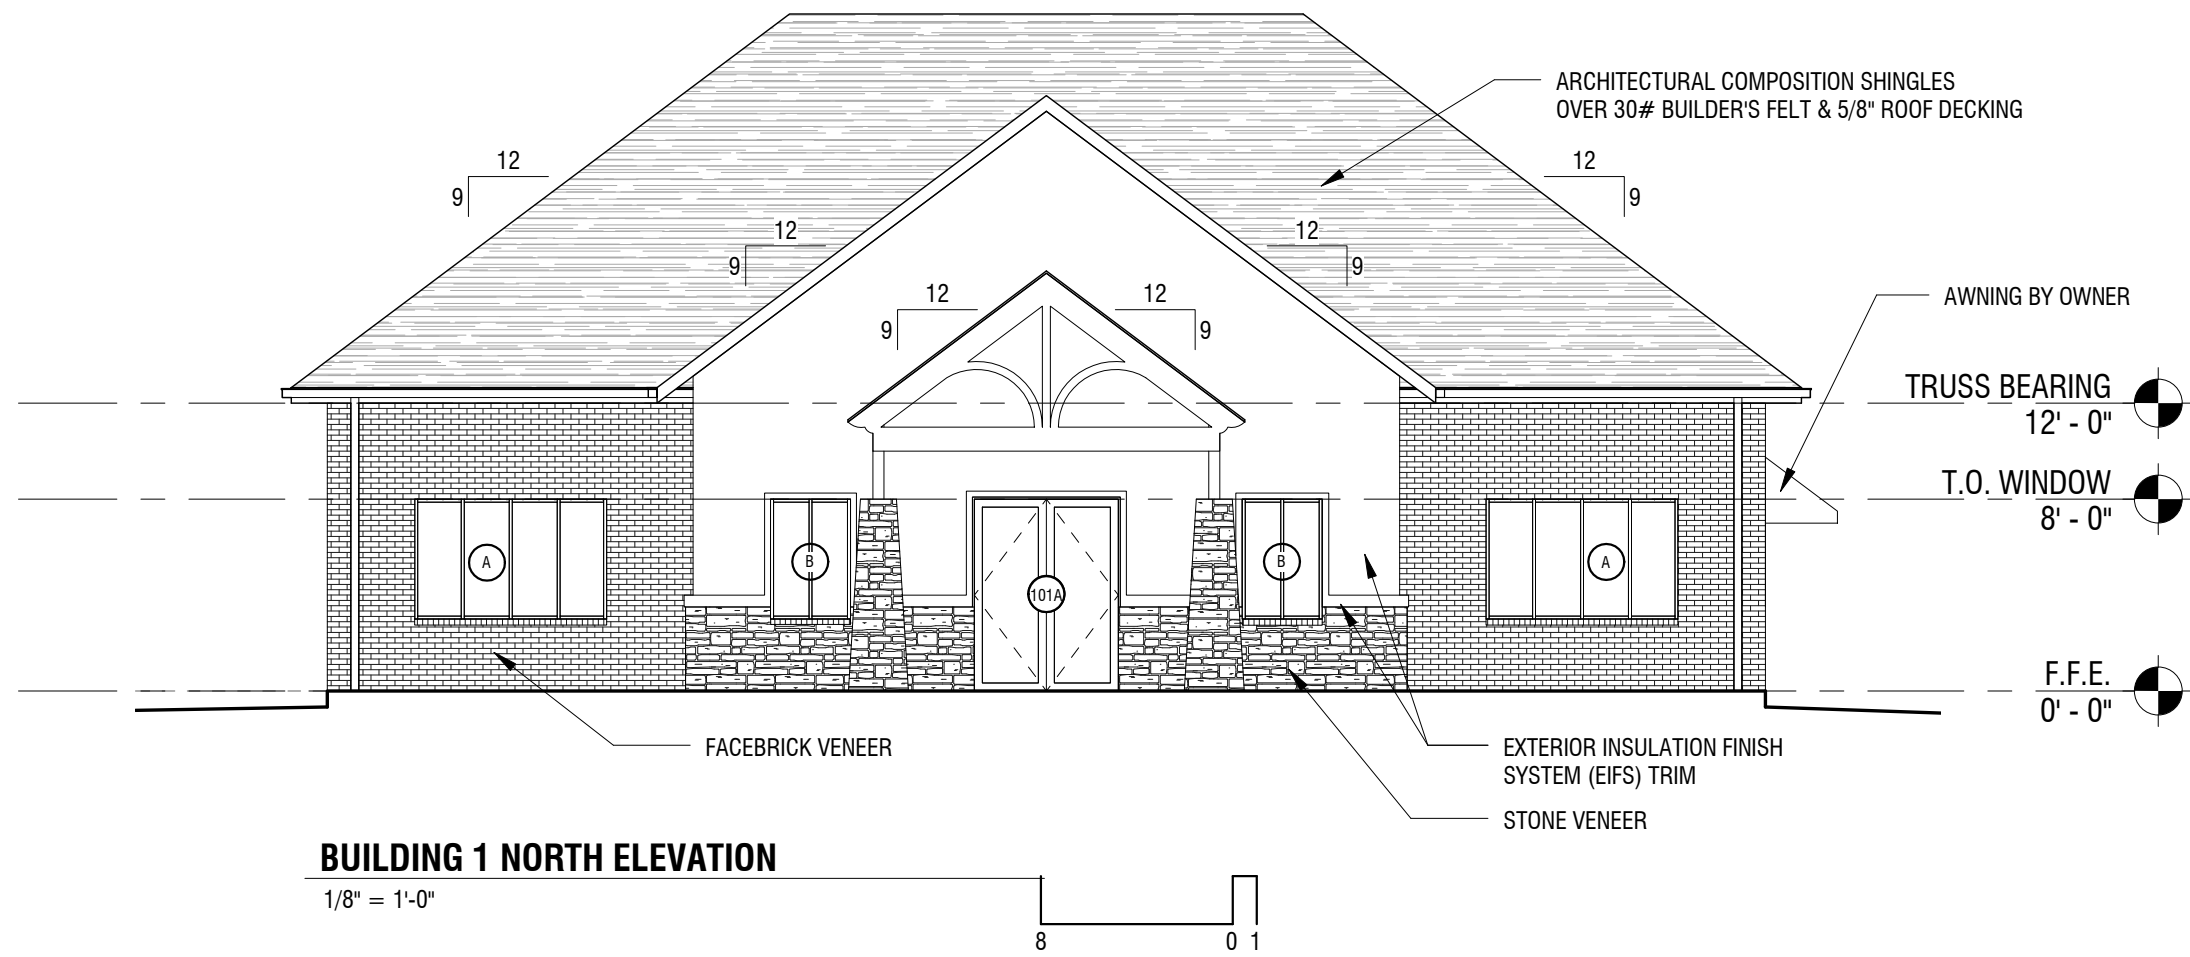 ARCHITECTURAL COMPOSITION SHINGLES
OVER 30# BUILDER'S FELT & 5/8" ROOF DECKING
12
9
12
9
12
9
12
9
12
9
12
9
AWNING BY OWNER
TRUSS BEARING
12' - 0"
T.O. WINDOW
8' - 0"
A
B
101A
B
A
F.F.E.
0' - 0"
FACEBRICK VENEER
EXTERIOR INSULATION FINISH
SYSTEM (EIFS) TRIM
STONE VENEER
BUILDING 1 NORTH ELEVATION
1/8" = 1'-0"
8 0 1